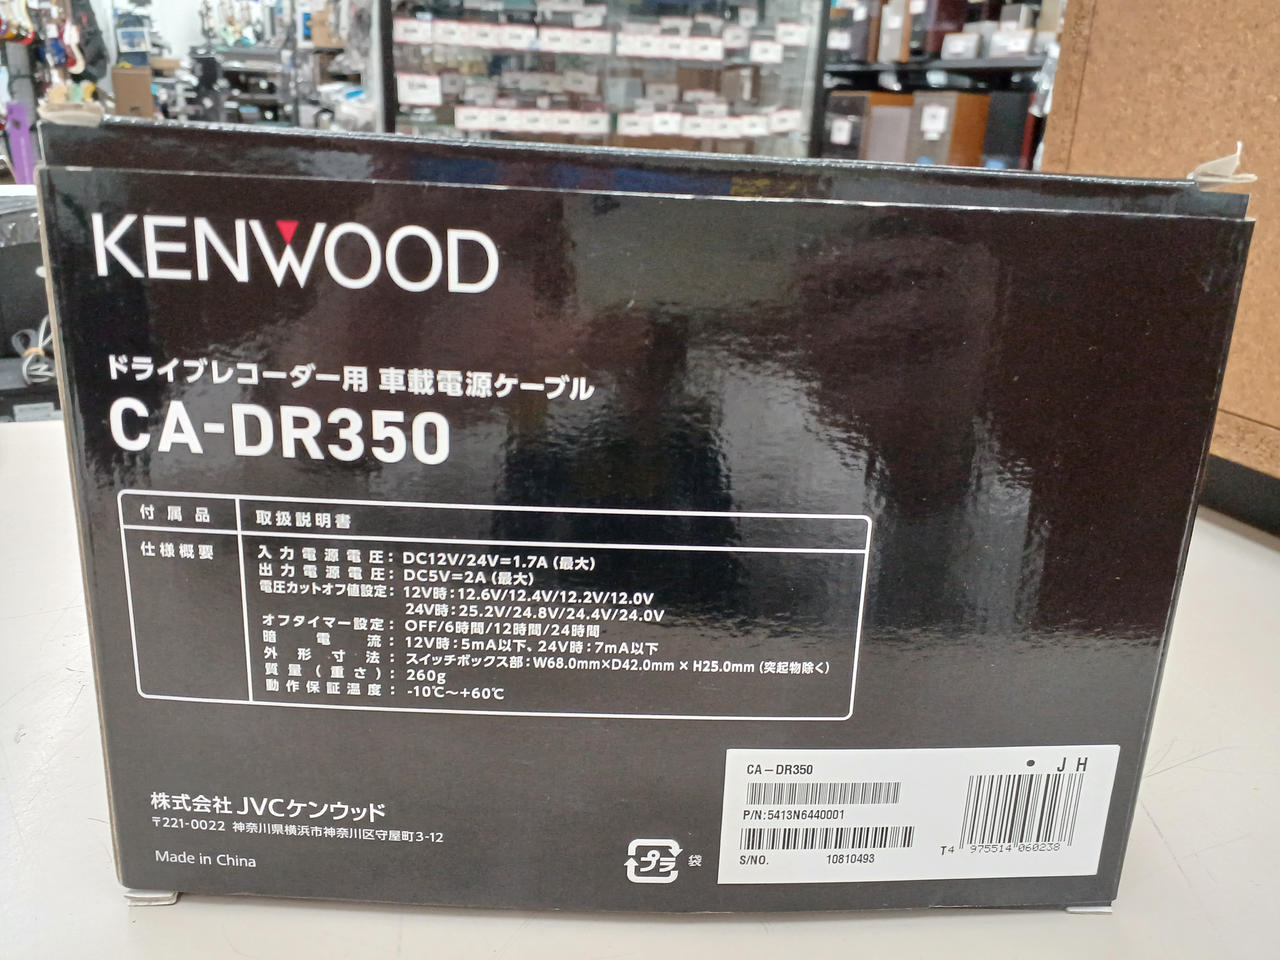 KENWOOD
ドライブレコーダー用 車載電源ケーブル
CA-DR350
付属品 取扱説明書
仕様概要
入力電源電圧： DC12V/24V=1.7A（最大）
出力電源電圧： DC5V=2A（最大）
電圧カットオフ値設定： 12V時：12.6V/12.4V/12.2V/12.0V
24V時：25.2V/24.8V/24.4V/24.0V
オフタイマー設定： OFF/6時間/12時間/24時間
暗電流： 12V時：5mA以下、24V時：7mA以下
外形寸法： スイッチボックス部：W68.0mm×D42.0mm × H25.0mm（突起物除く）
質量（重さ）： 260g
動作保証温度： -10℃～+60℃
株式会社 JVCケンウッド
〒221-0022 神奈川県横浜市神奈川区守屋町3-12
Made in China
プラ 袋
CA－DR350
P/N:5413N6440001
S/NO. 10810493
● J H
T4 975514 060238